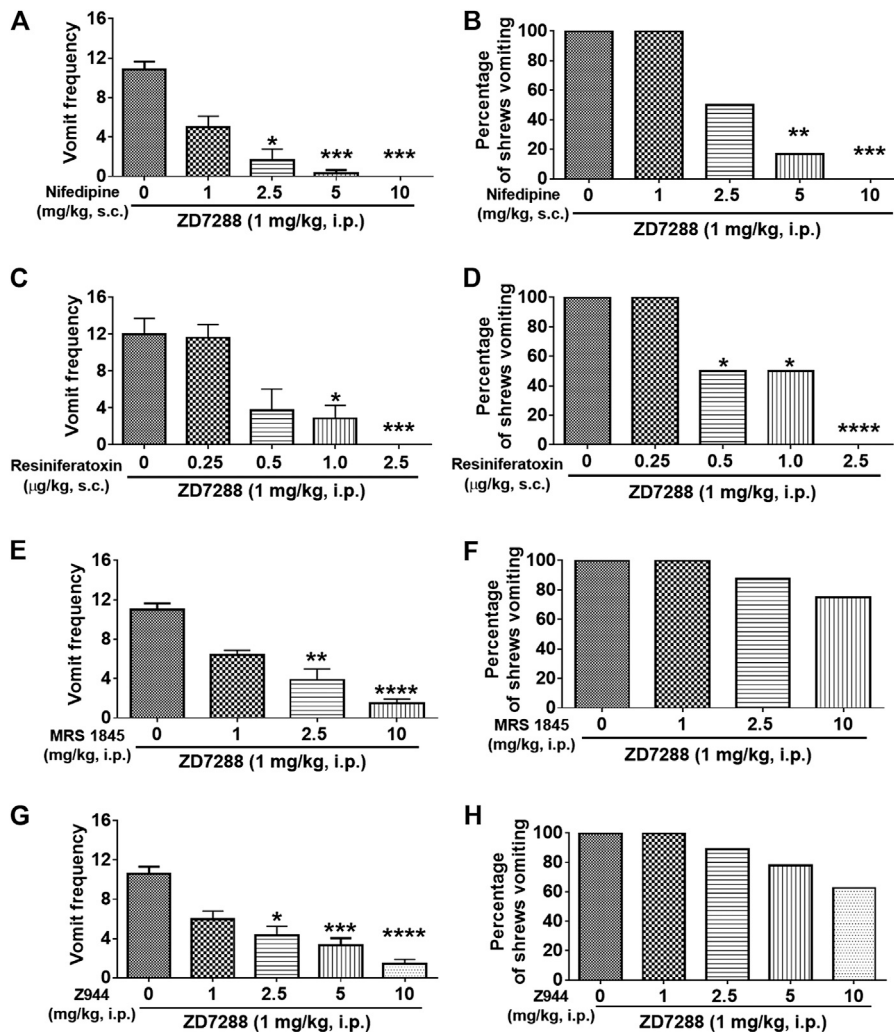 A
Vomit frequency
16
12
8
4
0
* *** ***
Nifedipine 0 1 2.5 5 10
(mg/kg, s.c.)
ZD7288 (1 mg/kg, i.p.)
B
Percentage
of shrews vomiting
100
80
60
40
20
0
** ***
Nifedipine 0 1 2.5 5 10
(mg/kg, s.c.)
ZD7288 (1 mg/kg, i.p.)
C
Vomit frequency
16
12
8
4
0
* ***
Resiniferatoxin 0 0.25 0.5 1.0 2.5
(μg/kg, s.c.)
ZD7288 (1 mg/kg, i.p.)
D
Percentage
of shrews vomiting
100
80
60
40
20
0
* * ****
Resiniferatoxin 0 0.25 0.5 1.0 2.5
(μg/kg, s.c.)
ZD7288 (1 mg/kg, i.p.)
E
Vomit frequency
16
12
8
4
0
** ****
MRS 1845 0 1 2.5 10
(mg/kg, i.p.)
ZD7288 (1 mg/kg, i.p.)
F
Percentage
of shrews vomiting
100
80
60
40
20
0
MRS 1845 0 1 2.5 10
(mg/kg, i.p.)
ZD7288 (1 mg/kg, i.p.)
G
Vomit frequency
16
12
8
4
0
* *** ****
Z944 0 1 2.5 5 10
(mg/kg, i.p.)
ZD7288 (1 mg/kg, i.p.)
H
Percentage
of shrews vomiting
100
80
60
40
20
0
Z944 0 1 2.5 5 10
(mg/kg, i.p.)
ZD7288 (1 mg/kg, i.p.)